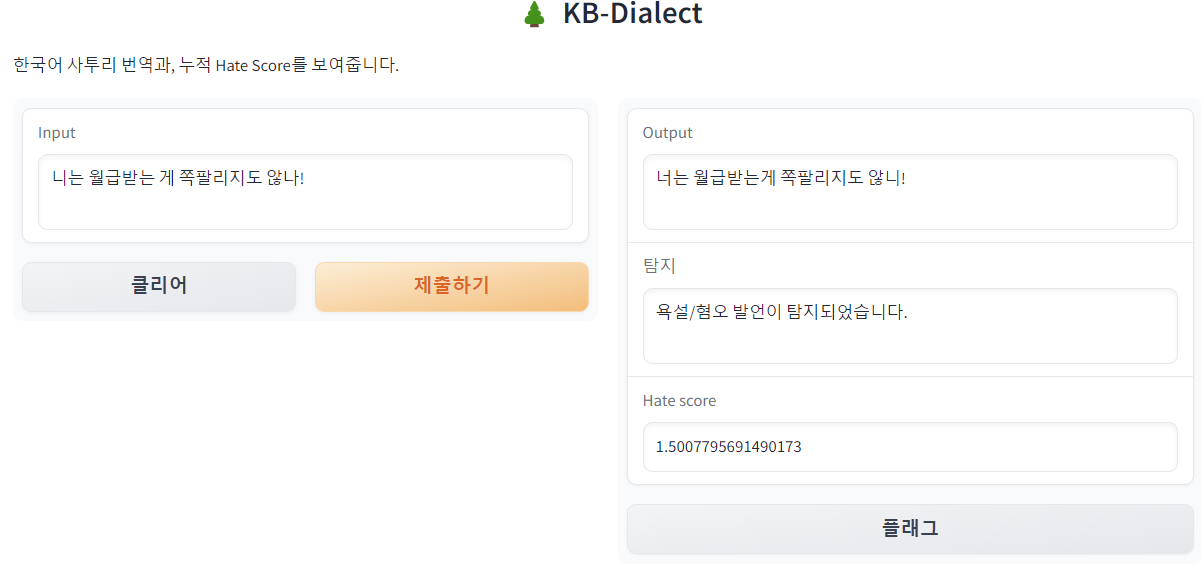 KB-Dialect
한국어 사투리 번역과, 누적 Hate Score를 보여줍니다.
Input
니는 월급받는 게 쪽팔리지도 않나!
클리어
제출하기
Output
너는 월급받는게 쪽팔리지도 않니!
탐지
욕설/혐오 발언이 탐지되었습니다.
Hate score
1.5007795691490173
플래그